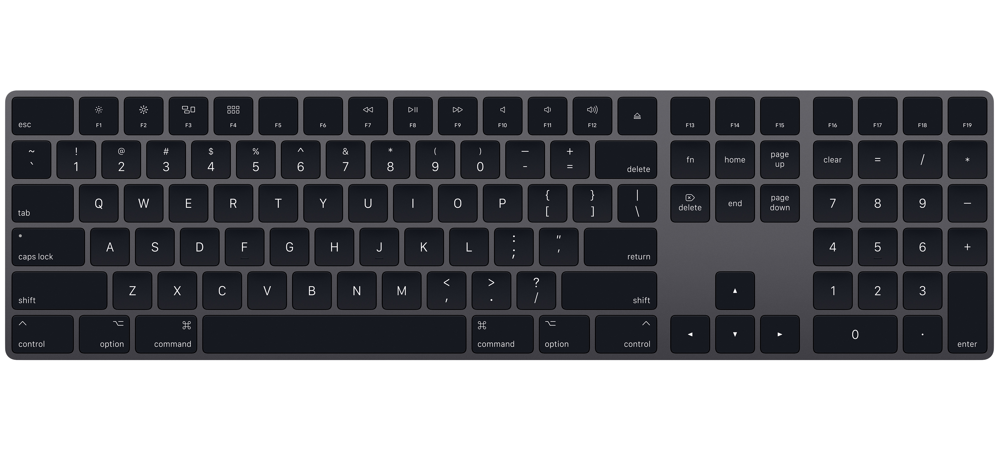 esc F1 F2 F3 F4 F5 F6 F7 F8 F9 F10 F11 F12 F13 F14 F15 F16 F17 F18 F19
~ ! @ # $ % ^ & * ( ) — +
` 1 2 3 4 5 6 7 8 9 0 - = delete fn home page up clear = / *
tab Q W E R T Y U I O P { [ } ] | \ delete end page down 7 8 9 –
caps lock A S D F G H J K L : ; " ' return 4 5 6 +
shift Z X C V B N M < , > . ? / shift 1 2 3
control option command command option control 0 . enter